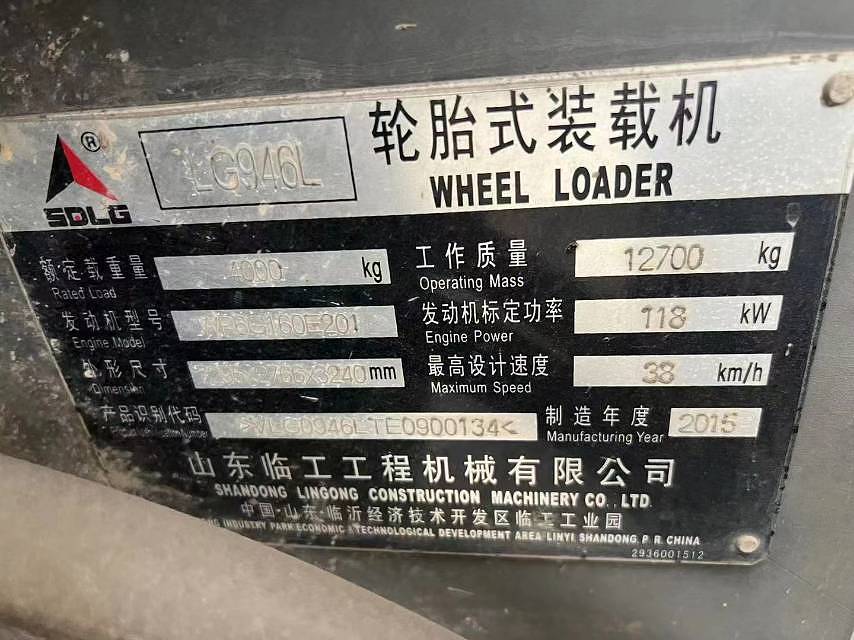 SDLG ®
LG946L
轮胎式装载机
WHEEL LOADER
额定载重量 4000 kg
Rated Load
工作质量 12700 kg
Operating Mass
发动机型号
Engine Model
发动机标定功率 118 kW
Engine Power
外形尺寸 mm
Dimension
最高设计速度 38 km/h
Maximum Speed
产品识别代码
制造年度 2015
Manufacturing Year
山东临工工程机械有限公司
SHANDONG LINGONG CONSTRUCTION MACHINERY CO., LTD.
中国·山东·临沂经济技术开发区临工工业园
INDUSTRY PARK ECONOMIC & TECHNOLOGICAL DEVELOPMENT AREA LINYI SHANDONG, P. R. CHINA
2936001512